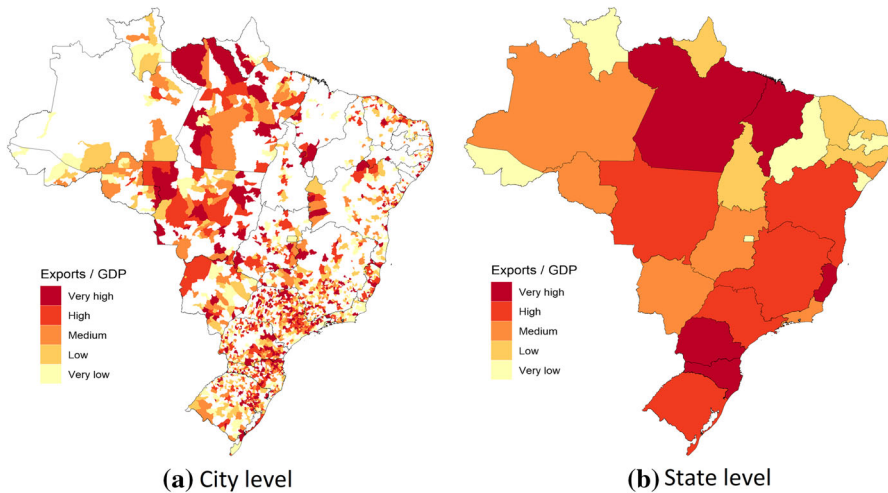 Exports / GDP
Very high
High
Medium
Low
Very low
(a) City level
Exports / GDP
Very high
High
Medium
Low
Very low
(b) State level